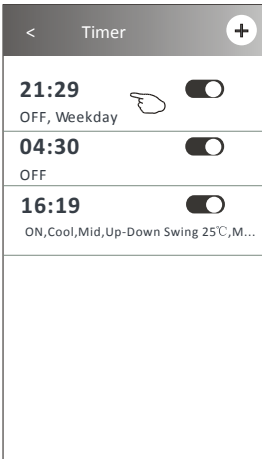 < Timer +
21:29
OFF, Weekday
04:30
OFF
16:19
ON,Cool,Mid,Up-Down Swing 25℃,M...